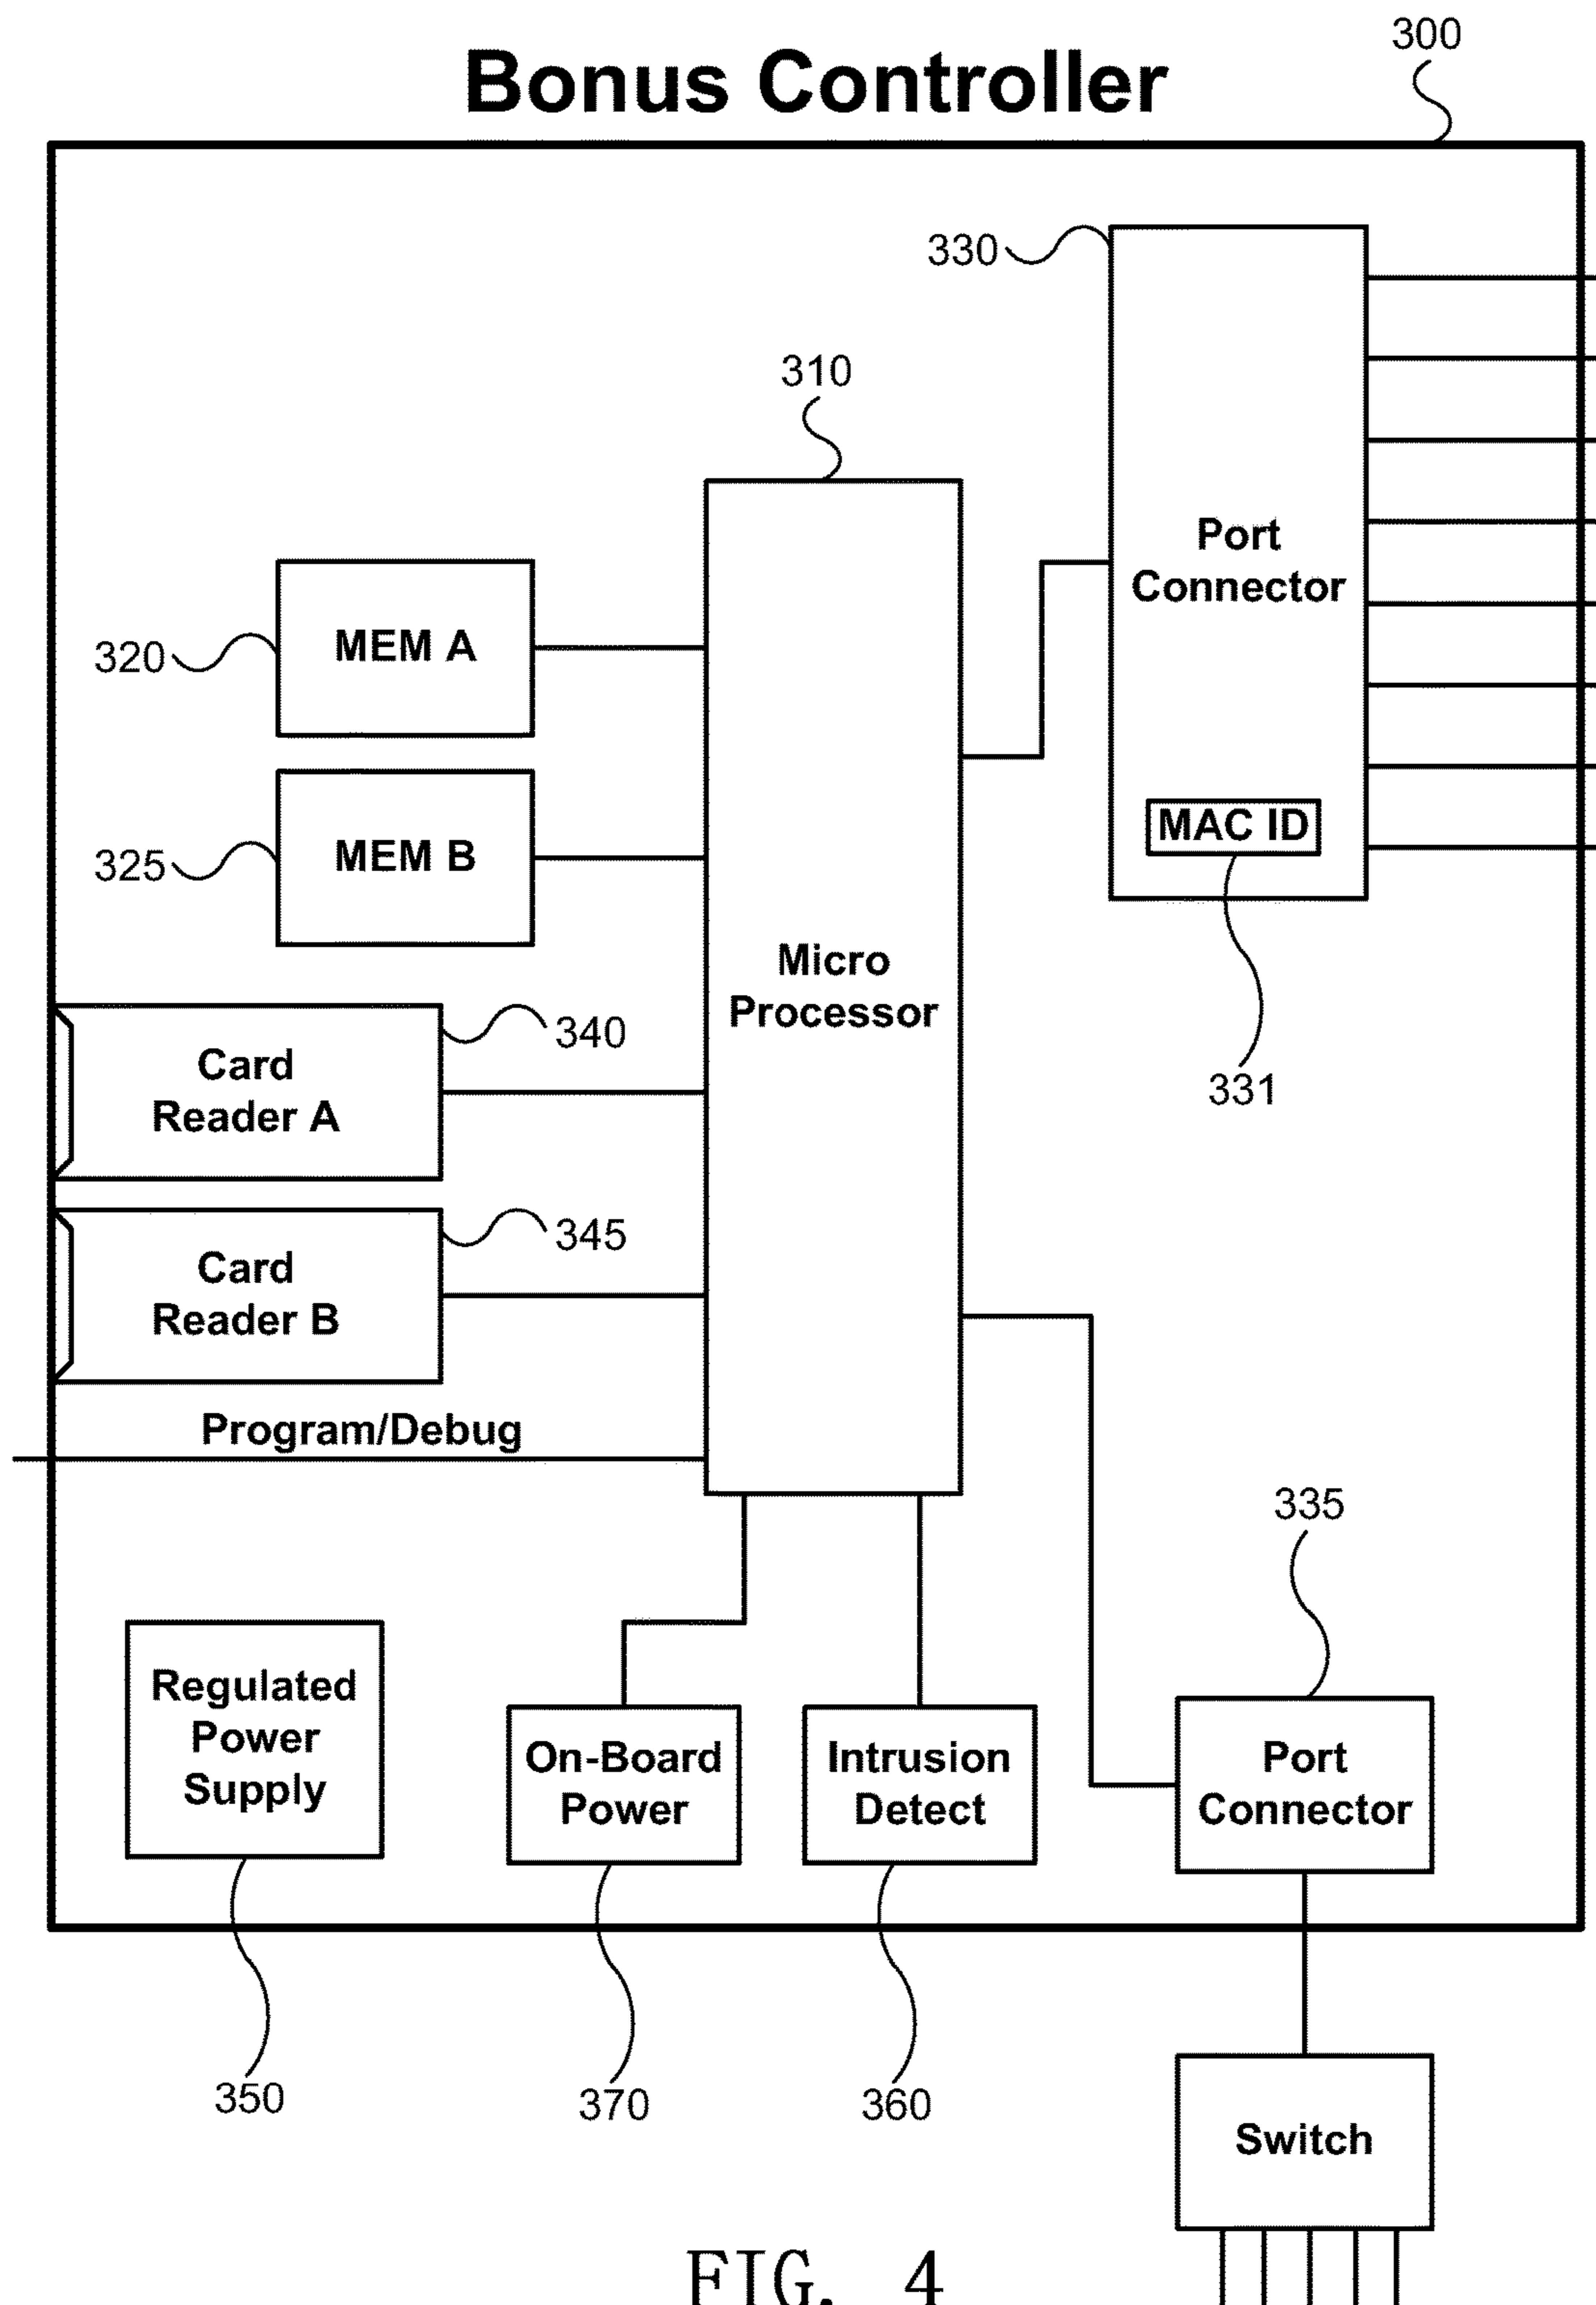 300
Bonus Controller
330
310
Port
Connector
MEM A
320
MAC ID
MEM B
325
Micro
Processor
340
Card
Reader A
331
345
Card
Reader B
Program/Debug
335
Regulated
Power
Supply
On-Board
Power
Intrusion
Detect
Port
Connector
350
370
360
Switch
FIG. 4